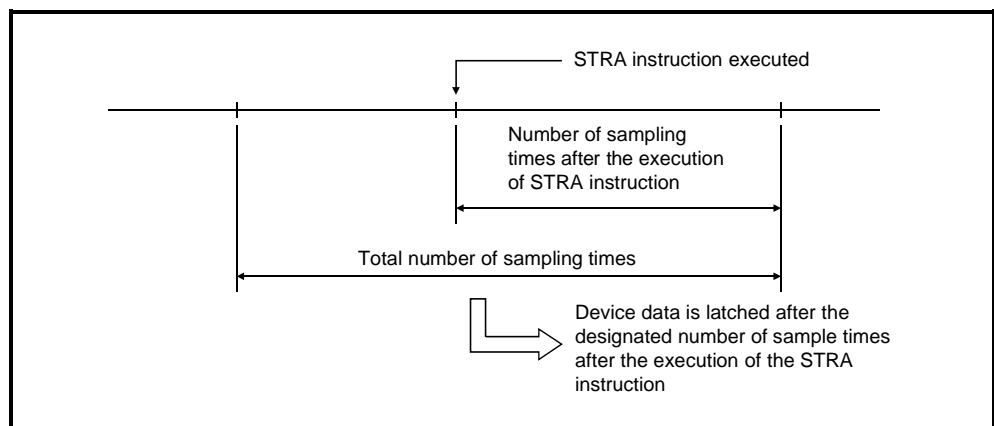 STRA instruction executed
Number of sampling
times after the execution
of STRA instruction
Total number of sampling times
Device data is latched after the
designated number of sample times
after the execution of the STRA
instruction